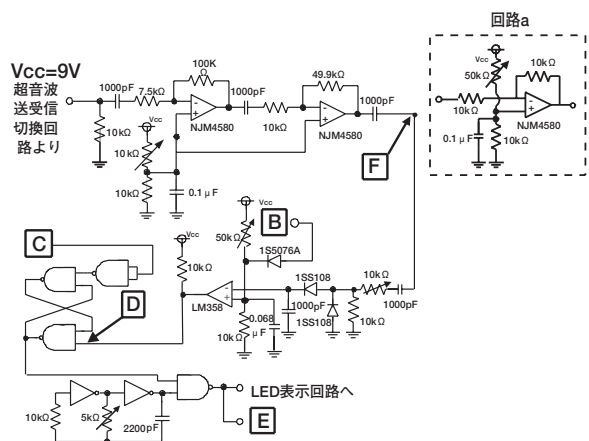 回路a
Vcc=9V
超音波
送受信
切換回
路より
1000pF
7.5kΩ
100K
Ω
1000pF
10kΩ
49.9kΩ
1000pF
NJM4580
NJM4580
10kΩ
Vcc
10kΩ
10kΩ
0.1μF
F
Vcc
50kΩ
10kΩ
10kΩ
NJM4580
0.1μF
10kΩ
B
Vcc
50kΩ
1S5076A
C
Vcc
10kΩ
LM358
1SS108
10kΩ
1000pF
1000pF
1SS108
10kΩ
10kΩ
0.068
μF
D
10kΩ
5kΩ
2200pF
LED表示回路へ
E